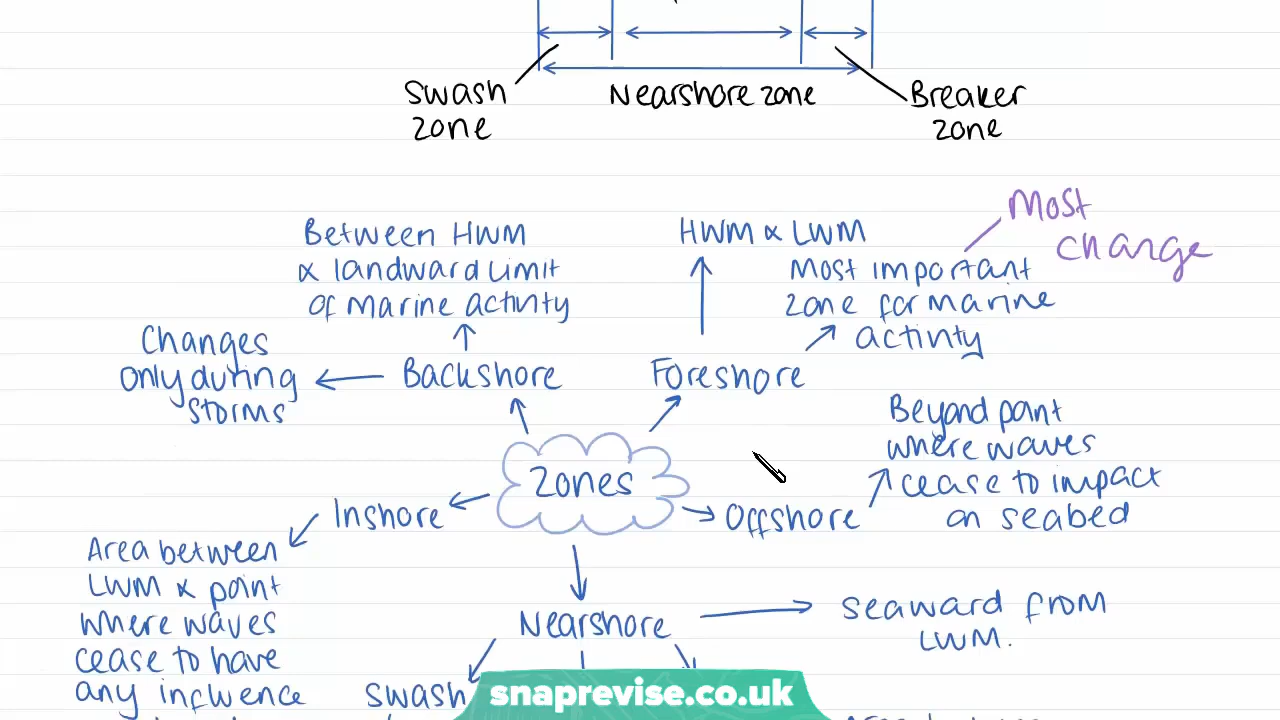 Swash
zone
Nearshore zone
Breaker
zone
Most
change
Between HWM
& landward limit
of marine activity
HWM & LWM
Most important
zone for marine
activity
Changes
only during
storms
Backshore
Foreshore
Beyond point
where waves
cease to impact
on seabed
Zones
Inshore
Offshore
Area between
LWM & point
where waves
cease to have
any influence
Nearshore
Seaward from
LWM.
Swash
snaprevise.co.uk